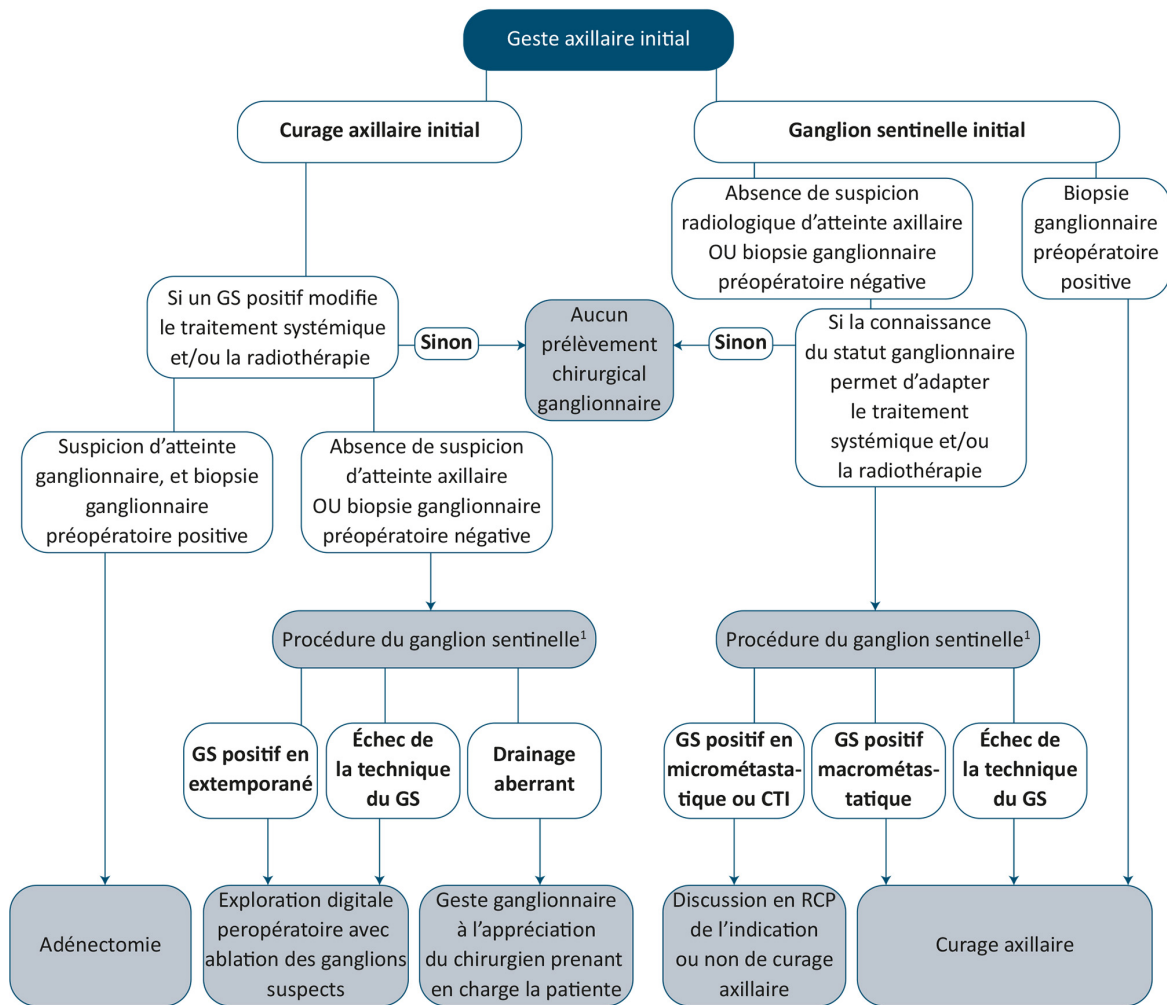 Geste axillaire initial
Curage axillaire initial
Ganglion sentinelle initial
Absence de suspicion
radiologique d'atteinte axillaire
OU biopsie ganglionnaire
préopératoire négative
Biopsie
ganglionnaire
préopératoire
positive
Si un GS positif modifie
le traitement systémique
et/ou la radiothérapie
Sinon
Aucun
prélèvement
chirurgical
ganglionnaire
Sinon
Si la connaissance
du statut ganglionnaire
permet d'adapter
le traitement
systémique et/ou
la radiothérapie
Suspicion d'atteinte
ganglionnaire, et biopsie
ganglionnaire
préopératoire positive
Absence de suspicion
d'atteinte axillaire
OU biopsie ganglionnaire
préopératoire négative
Procédure du ganglion sentinelle¹
Procédure du ganglion sentinelle¹
GS positif en
extemporané
Échec de
la technique
du GS
Drainage
aberrant
GS positif en
micrométasta-
tique ou CTI
GS positif
macrométas-
tatique
Échec de
la technique
du GS
Adénectomie
Exploration digitale
peropératoire avec
ablation des ganglions
suspects
Geste ganglionnaire
à l'appréciation
du chirurgien prenant
en charge la patiente
Discussion en RCP
de l'indication
ou non de curage
axillaire
Curage axillaire